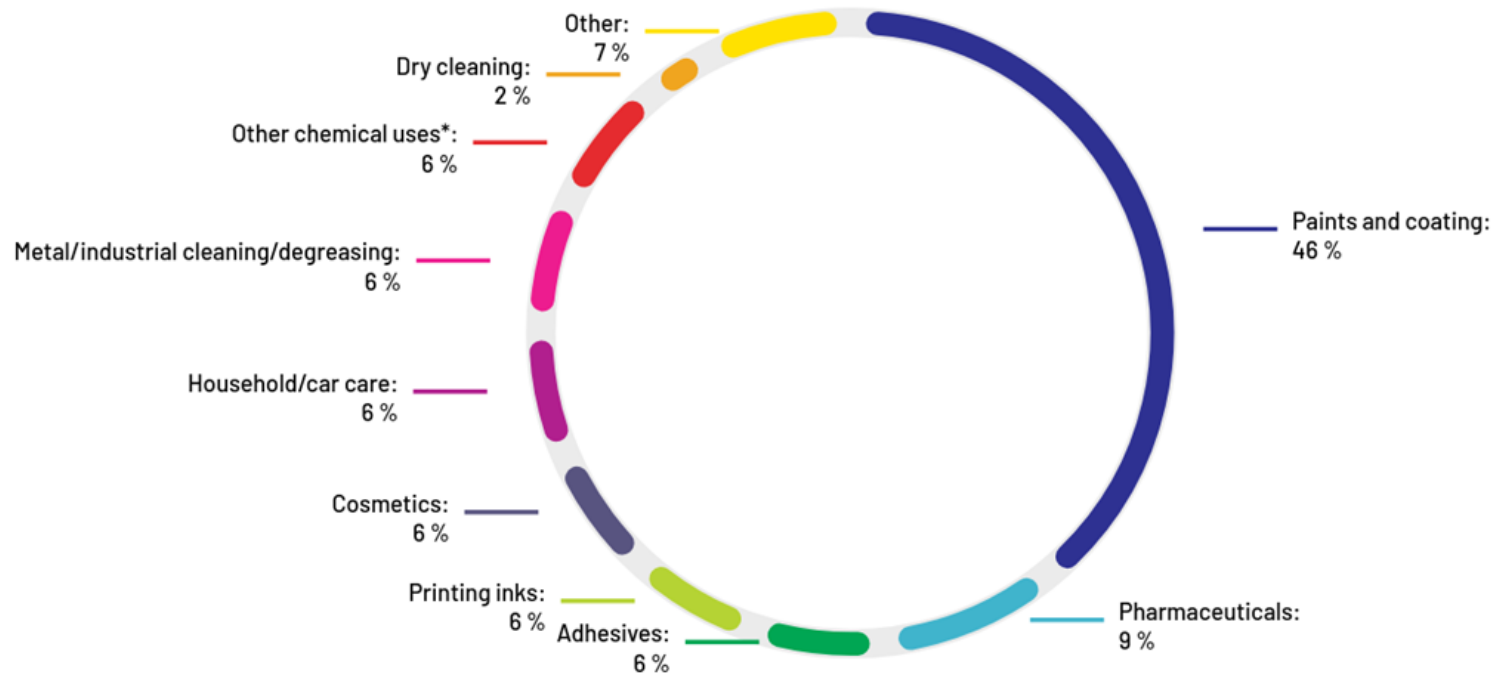 Other:
7 %
Dry cleaning:
2 %
Other chemical uses*:
6 %
Metal/industrial cleaning/degreasing:
6 %
Household/car care:
6 %
Cosmetics:
6 %
Printing inks:
6 %
Adhesives:
6 %
Paints and coating:
46 %
Pharmaceuticals:
9 %